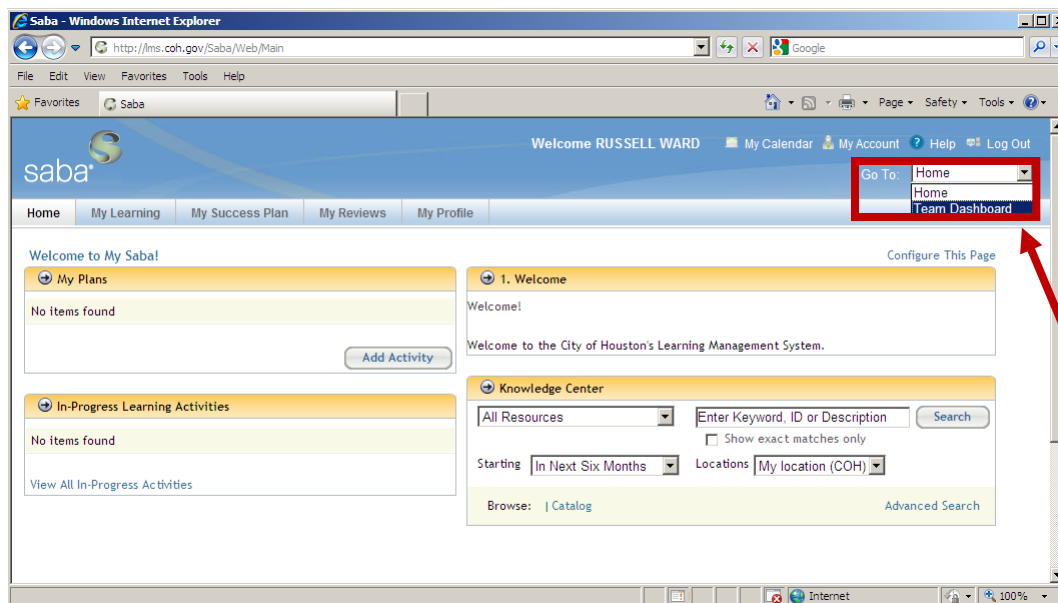 Saba - Windows Internet Explorer
http://lms.coh.gov/Saba/Web/Main
Google
File Edit View Favorites Tools Help
Favorites Saba Page Safety Tools
saba
Welcome RUSSELL WARD My Calendar My Account Help Log Out
Go To: Home
Home
Team Dashboard
Home My Learning My Success Plan My Reviews My Profile
Welcome to My Saba!
Configure This Page
My Plans
No items found
Add Activity
In-Progress Learning Activities
No items found
View All In-Progress Activities
1. Welcome
Welcome!
Welcome to the City of Houston's Learning Management System.
Knowledge Center
All Resources Enter Keyword, ID or Description Search
Show exact matches only
Starting In Next Six Months Locations My location (COH)
Browse: | Catalog Advanced Search
Internet 100%